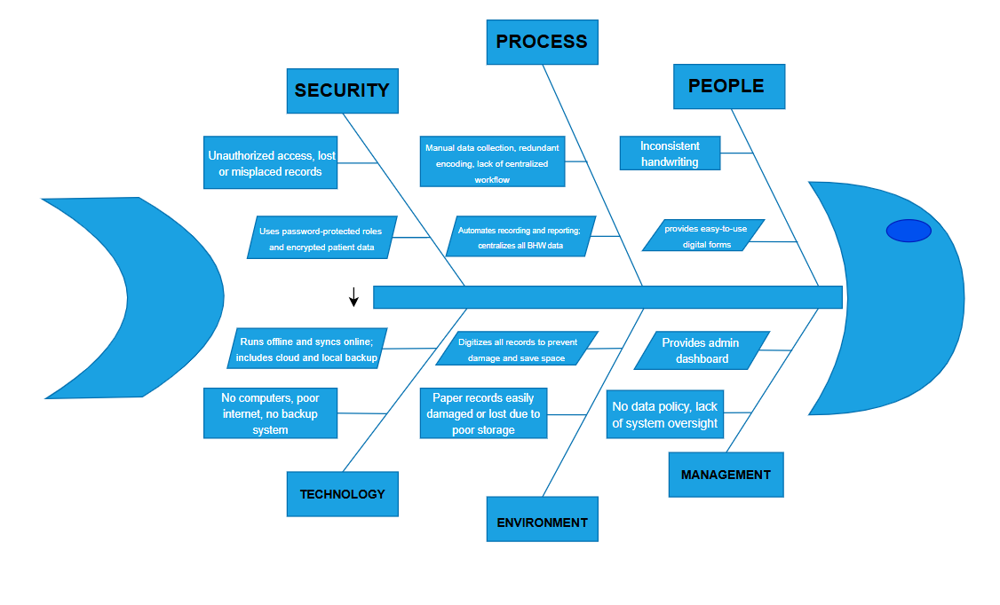 PROCESS
PEOPLE
SECURITY
Unauthorized access, lost
or misplaced records
Manual data collection, redundant
encoding, lack of centralized
workflow
Inconsistent
handwriting
Uses password-protected roles
and encrypted patient data
Automates recording and reporting;
centralizes all BHW data
provides easy-to-use
digital forms
Runs offline and syncs online;
includes cloud and local backup
Digitizes all records to prevent
damage and save space
Provides admin
dashboard
No computers, poor
internet, no backup
system
Paper records easily
damaged or lost due to
poor storage
No data policy, lack
of system oversight
TECHNOLOGY
ENVIRONMENT
MANAGEMENT